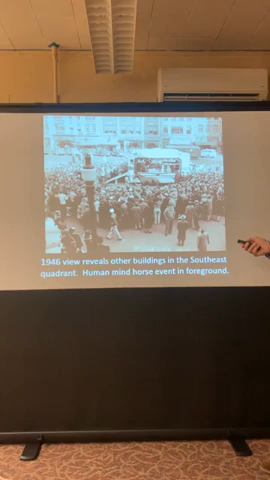 1946 view reveals other buildings in the Southeast
quadrant. Human mind horse event in foreground.